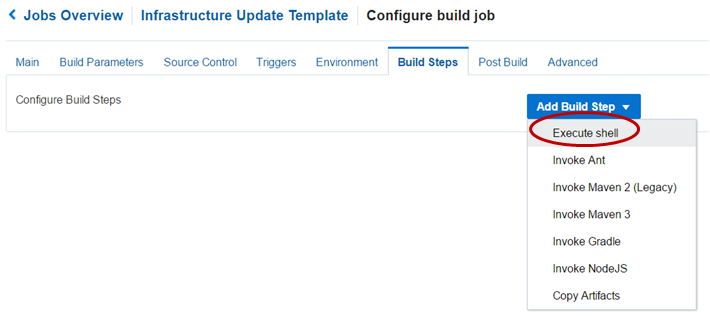 Jobs Overview Infrastructure Update Template Configure build job
Main Build Parameters Source Control Triggers Environment Build Steps Post Build Advanced
Configure Build Steps Add Build Step
Execute shell
Invoke Ant
Invoke Maven 2 (Legacy)
Invoke Maven 3
Invoke Gradle
Invoke NodeJS
Copy Artifacts